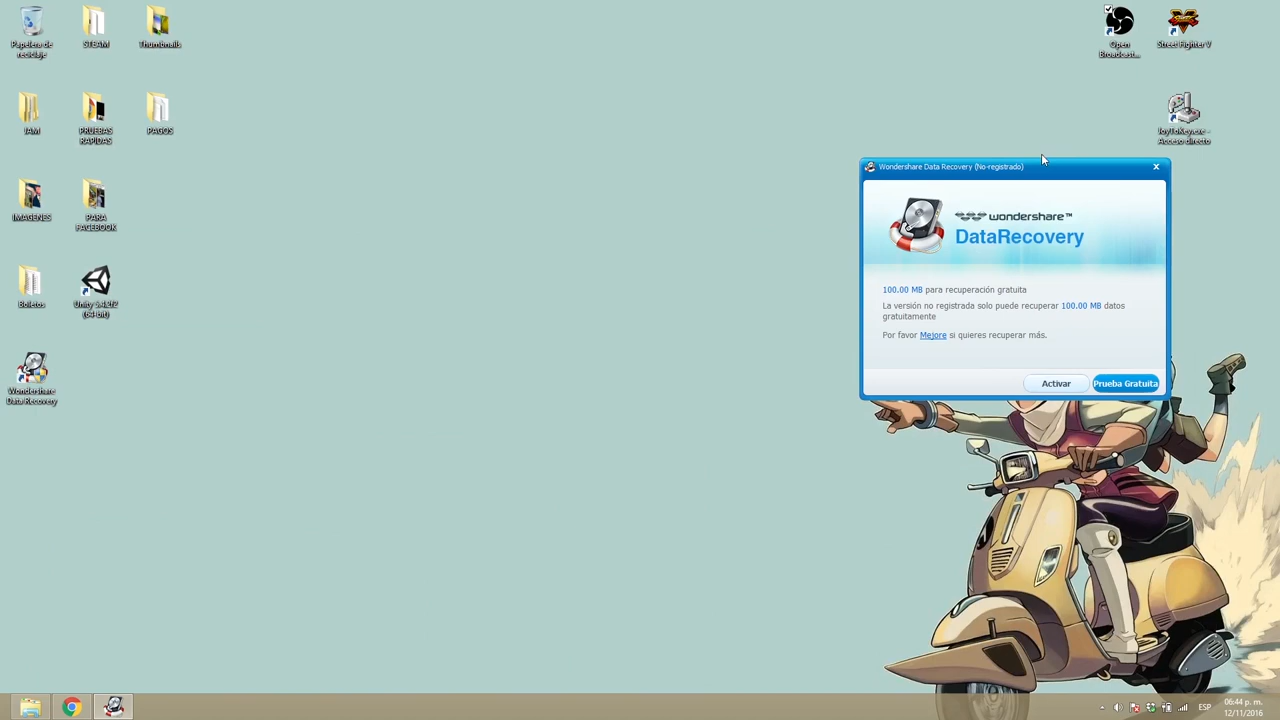 Papelera de
reciclaje
STEAM
Thumbnails
Open
Broadcast...
Street Fighter V
JAM
PRUEBAS
RAPIDAS
PAGOS
JoyToKey.exe -
Acceso directo
IMAGENES
PARA
FACEBOOK
Boletos
Unity 5.4.2f2
(64-bit)
Wondershare
Data Recovery
Wondershare Data Recovery (No-registrado)
wondershare™
DataRecovery
100.00 MB para recuperación gratuita
La versión no registrada solo puede recuperar 100.00 MB datos
gratuitamente
Por favor Mejore si quieres recuperar más.
Activar
Prueba Gratuita
ESP
06:44 p. m.
12/11/2016